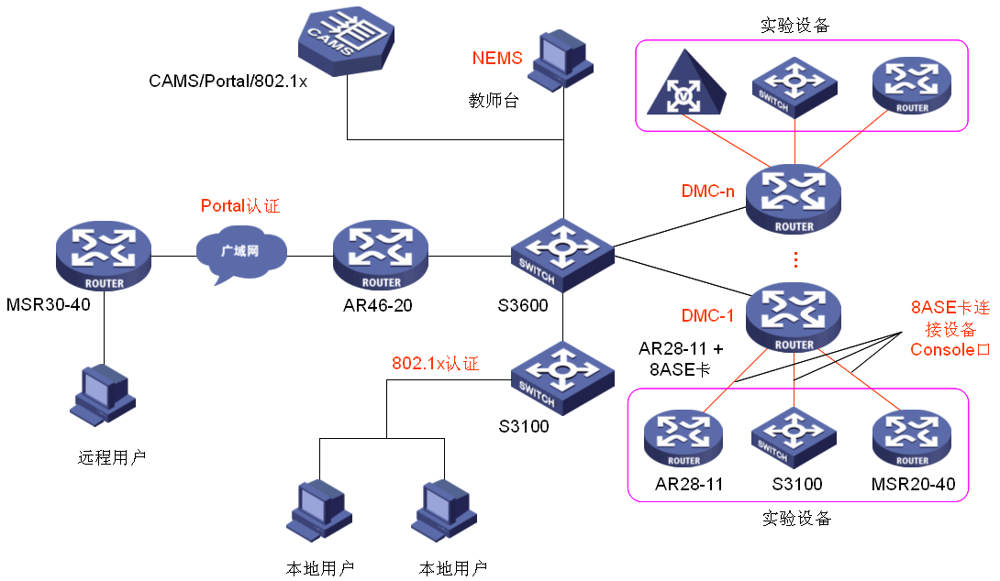 实验设备
CAMS
NEMS
CAMS/Portal/802.1x
教师台
V
SWITCH
ROUTER
DMC-n
ROUTER
Portal认证
广域网
ROUTER
MSR30-40
ROUTER
AR46-20
SWITCH
S3600
DMC-1
ROUTER
8ASE卡连
接设备
Console口
AR28-11 +
8ASE卡
802.1x认证
SWITCH
S3100
远程用户
ROUTER
AR28-11
SWITCH
S3100
ROUTER
MSR20-40
实验设备
本地用户
本地用户